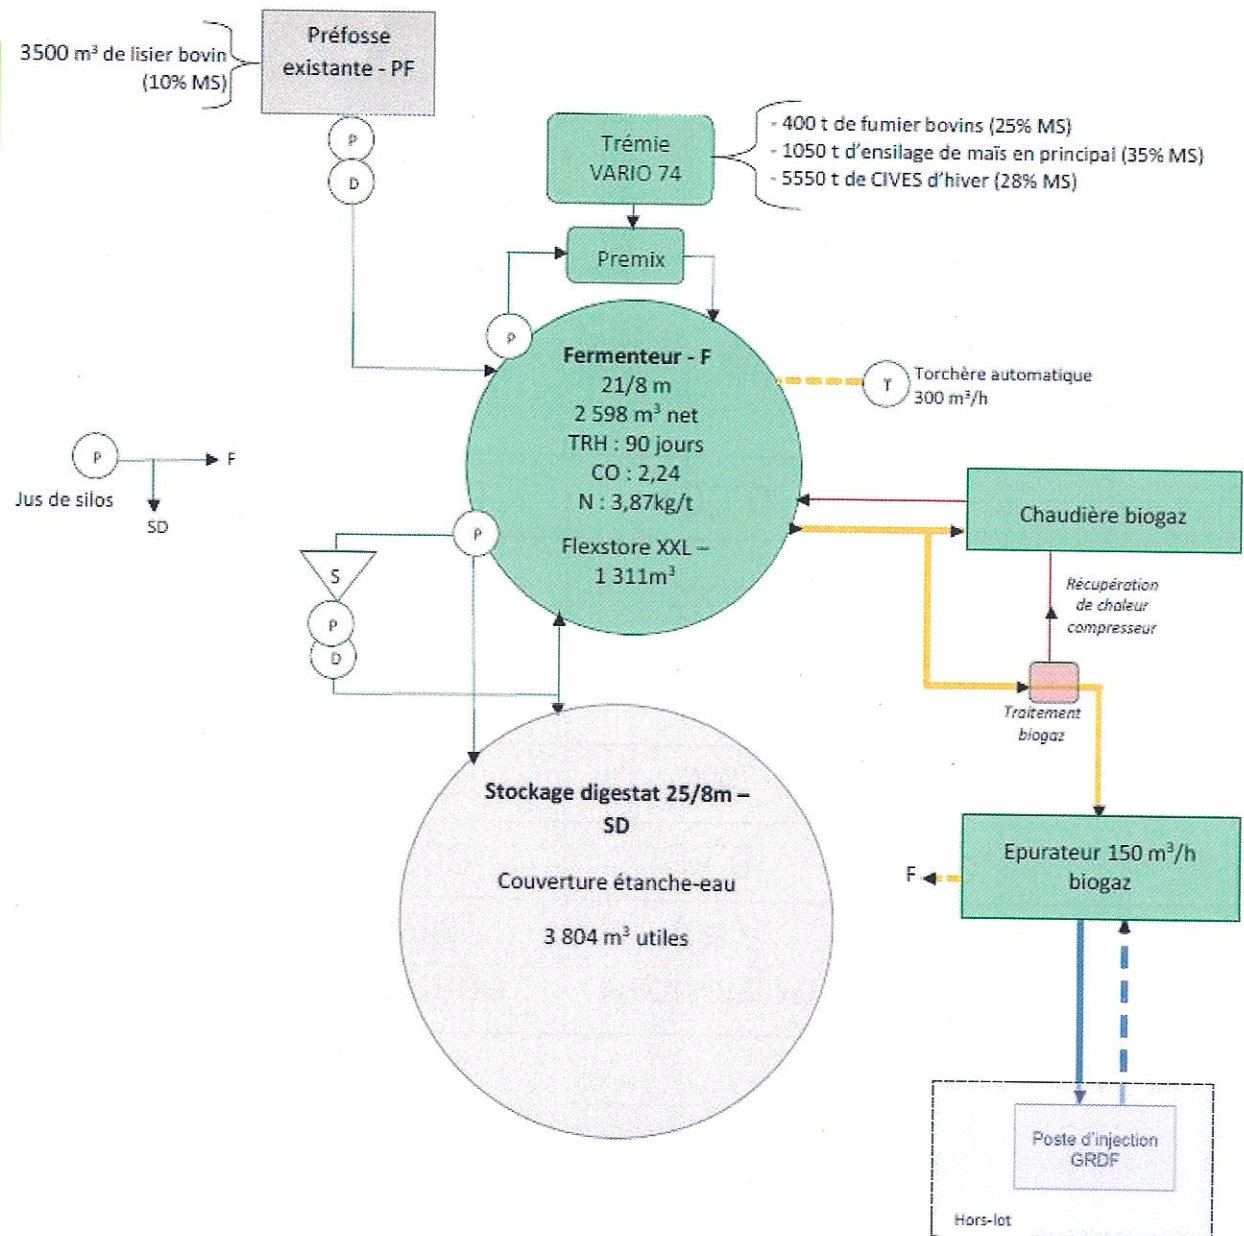 3500 m³ de lisier bovin
(10% MS)
Préfosse
existante - PF
P
D
Trémie
VARIO 74
- 400 t de fumier bovins (25% MS)
- 1050 t d'ensilage de maïs en principal (35% MS)
- 5550 t de CIVES d'hiver (28% MS)
Premix
P
Fermenteur - F
21/8 m
2 598 m³ net
TRH : 90 jours
CO : 2,24
N : 3,87kg/t
Flexstore XXL –
1 311m³
T
Torchère automatique
300 m³/h
P
F
Jus de silos
SD
P
S
P
D
Chaudière biogaz
Récupération
de chaleur
compresseur
Traitement
biogaz
Stockage digestat 25/8m –
SD
Couverture étanche-eau
3 804 m³ utiles
Epurateur 150 m³/h
biogaz
F
Poste d'injection
GRDF
Hors-lot